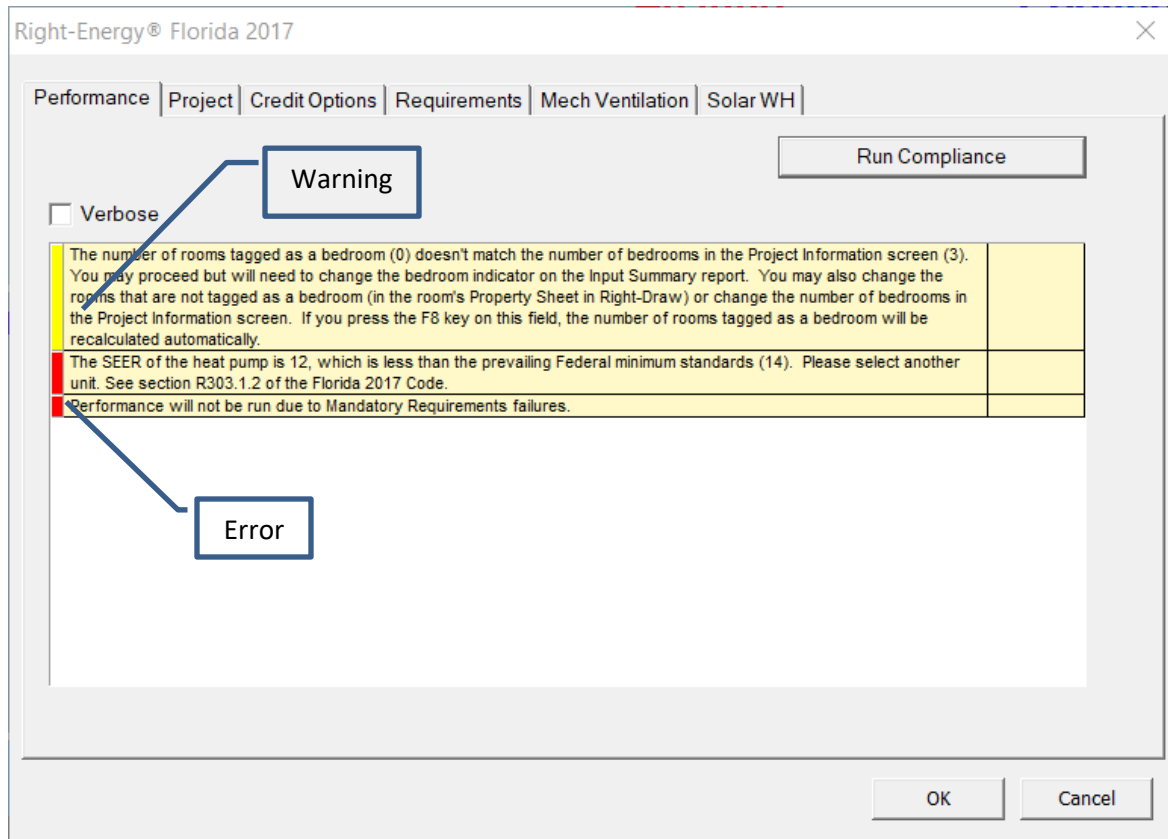 Right-Energy® Florida 2017
Performance Project Credit Options Requirements Mech Ventilation Solar WH
Run Compliance
Warning
Verbose
The number of rooms tagged as a bedroom (0) doesn't match the number of bedrooms in the Project Information screen (3).
You may proceed but will need to change the bedroom indicator on the Input Summary report. You may also change the
rooms that are not tagged as a bedroom (in the room's Property Sheet in Right-Draw) or change the number of bedrooms in
the Project Information screen. If you press the F8 key on this field, the number of rooms tagged as a bedroom will be
recalculated automatically.
The SEER of the heat pump is 12, which is less than the prevailing Federal minimum standards (14). Please select another
unit. See section R303.1.2 of the Florida 2017 Code.
Performance will not be run due to Mandatory Requirements failures.
Error
OK Cancel